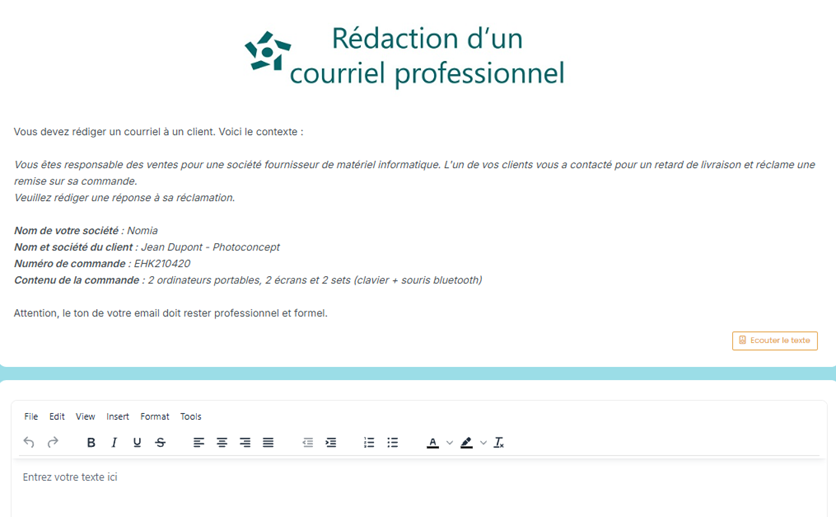 Rédaction d'un
courriel professionnel
Vous devez rédiger un courriel à un client. Voici le contexte :
Vous êtes responsable des ventes pour une société fournisseur de matériel informatique. L'un de vos clients vous a contacté pour un retard de livraison et réclame une
remise sur sa commande.
Veuillez rédiger une réponse à sa réclamation.
Nom de votre société : Nomia
Nom et société du client : Jean Dupont - Photoconcept
Numéro de commande : EHK210420
Contenu de la commande : 2 ordinateurs portables, 2 écrans et 2 sets (clavier + souris bluetooth)
Attention, le ton de votre email doit rester professionnel et formel.
Ecouter le texte
File Edit View Insert Format Tools
B I U S A
Entrez votre texte ici